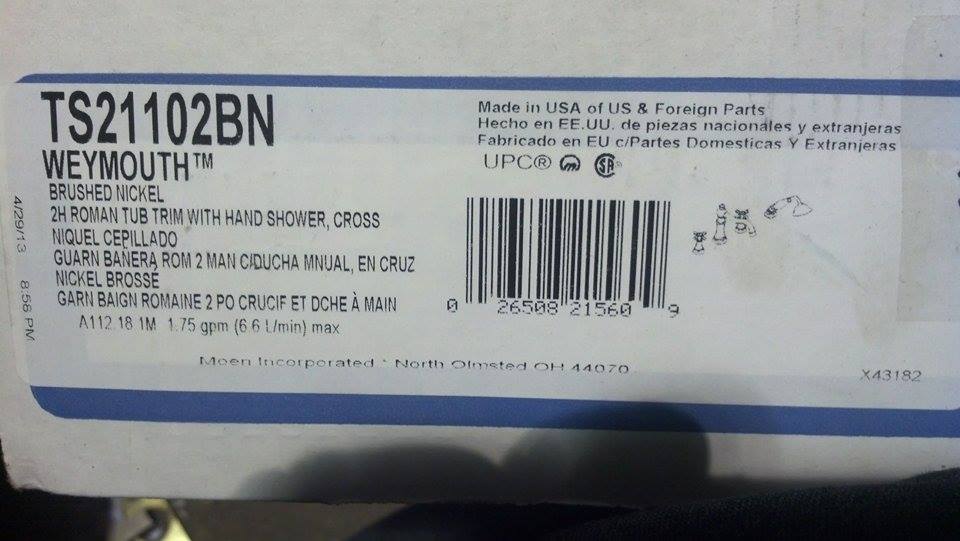 TS21102BN
WEYMOUTH™
BRUSHED NICKEL
2H ROMAN TUB TRIM WITH HAND SHOWER, CROSS
NIQUEL CEPILLADO
GUARN BAÑERA ROM 2 MAN C/DUCHA MNUAL, EN CRUZ
NICKEL BROSSÉ
GARN BAIGN ROMAINE 2 PO CRUCIF ET DCHE À MAIN
A112.18.1M 1.75 gpm (6.6 L/min) max
Moen Incorporated * North Olmsted OH 44070
Made in USA of US & Foreign Parts
Hecho en EE.UU. de piezas nacionales y extranjeras
Fabricado en EU c/Partes Domesticas Y Extranjeras
UPC® SA
0 26508 21560 9
X43182
4/29/13 8:56 PM